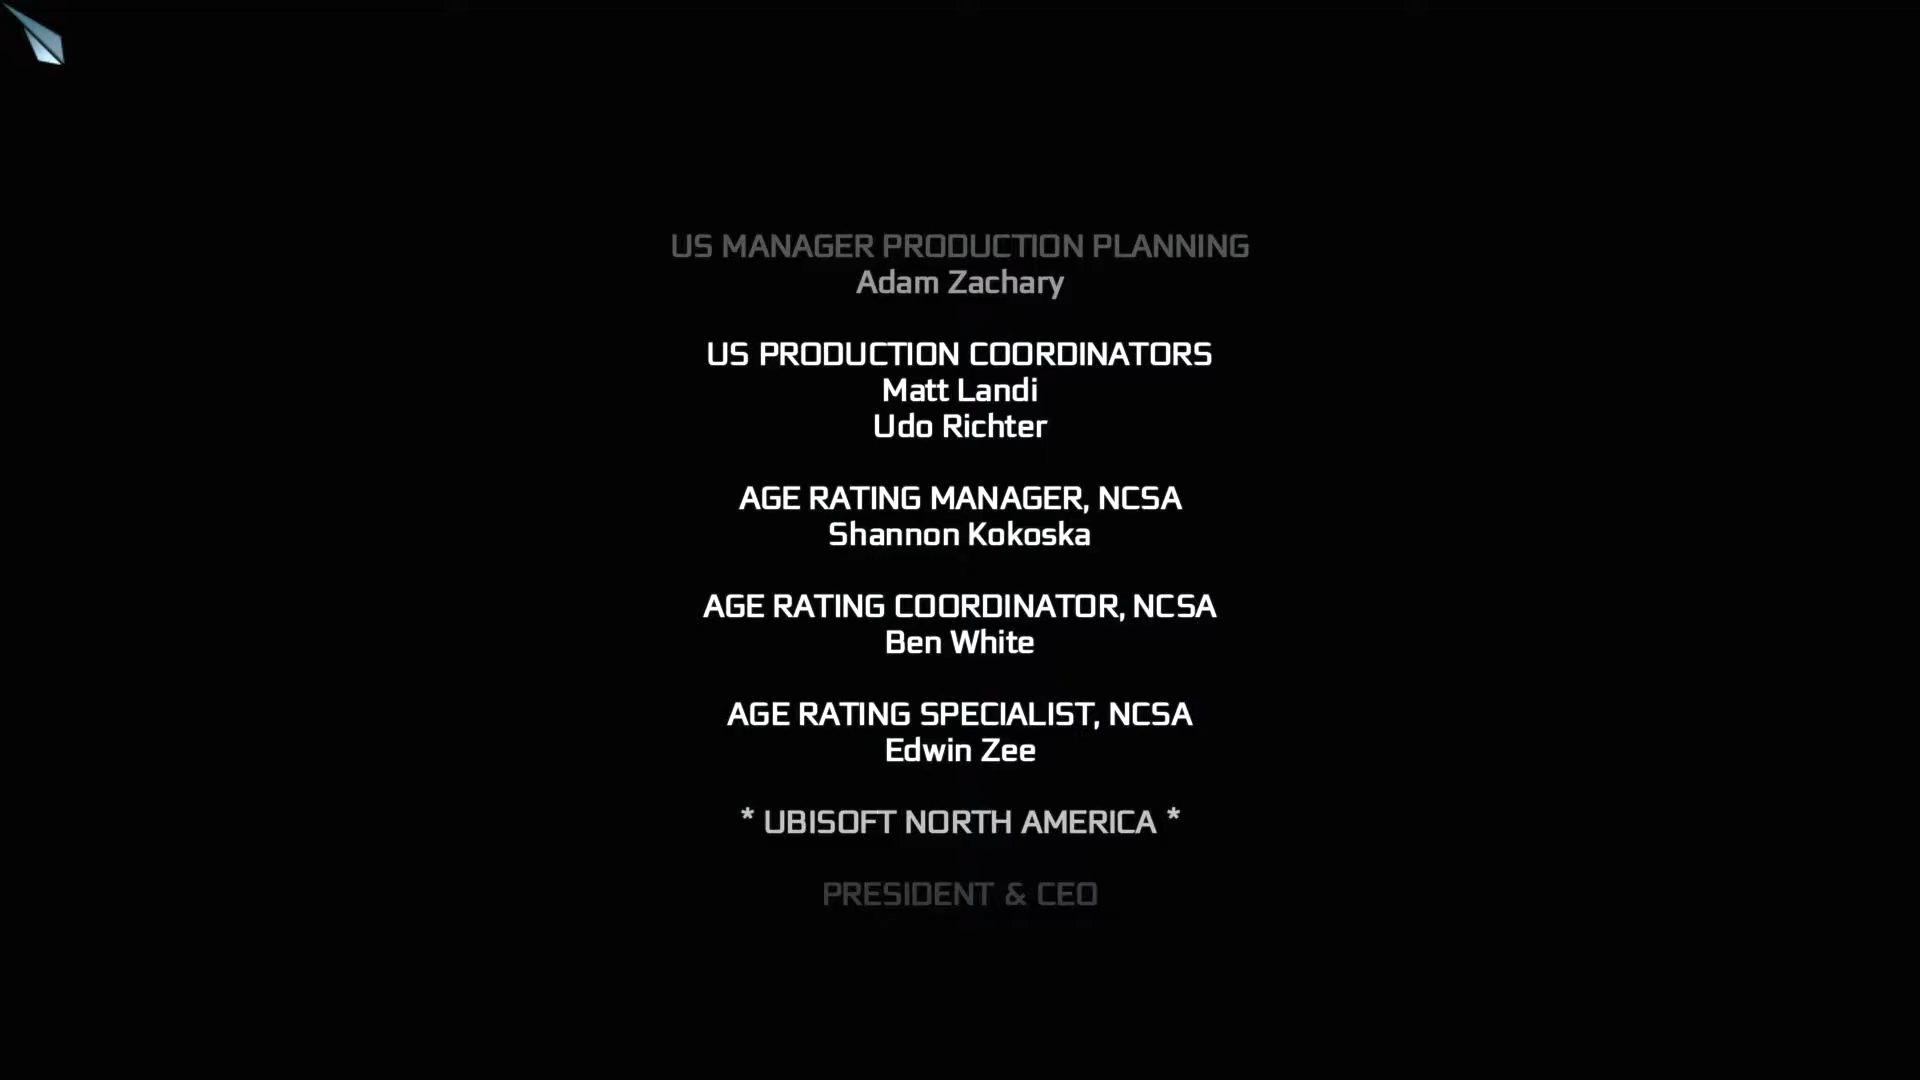 US MANAGER PRODUCTION PLANNING
Adam Zachary
US PRODUCTION COORDINATORS
Matt Landi
Udo Richter
AGE RATING MANAGER, NCSA
Shannon Kokoska
AGE RATING COORDINATOR, NCSA
Ben White
AGE RATING SPECIALIST, NCSA
Edwin Zee
* UBISOFT NORTH AMERICA *
PRESIDENT & CEO